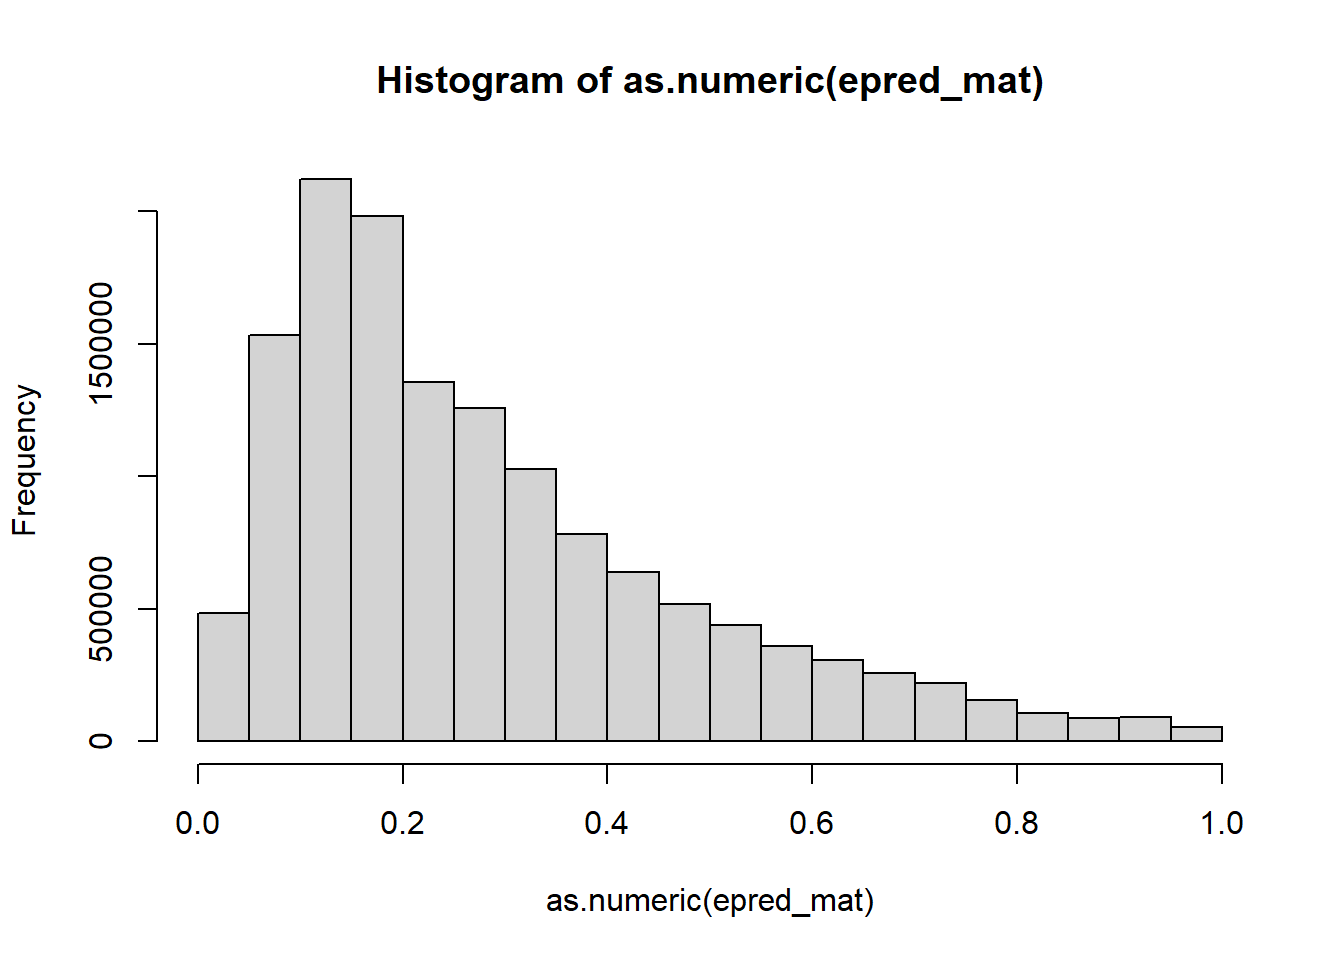 Histogram of as.numeric(epred_mat)
Frequency
1500000
500000
0
0.0 0.2 0.4 0.6 0.8 1.0
as.numeric(epred_mat)